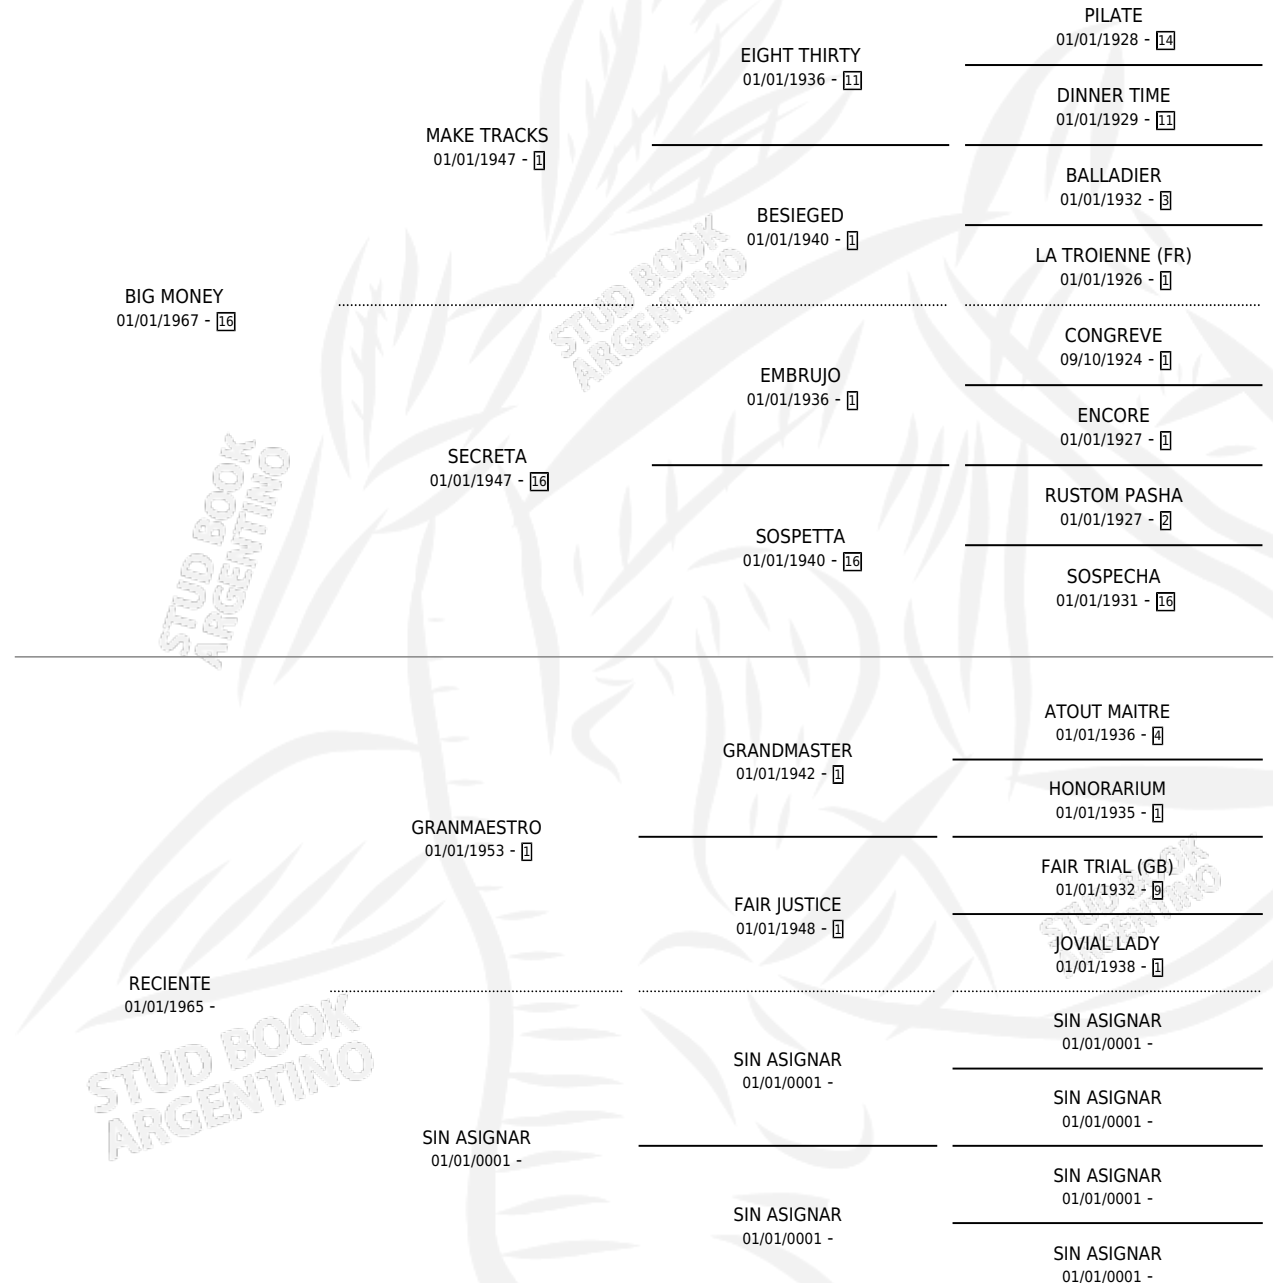 PILATE
01/01/1928 - 14
EIGHT THIRTY
01/01/1936 - 11
DINNER TIME
01/01/1929 - 11
MAKE TRACKS
01/01/1947 - 1
BALLADIER
01/01/1932 - 3
BESIEGED
01/01/1940 - 1
LA TROIENNE (FR)
01/01/1926 - 1
BIG MONEY
01/01/1967 - 16
STUD BOOK
ARGENTINO
CONGREVE
09/10/1924 - 1
EMBRUJO
01/01/1936 - 1
ENCORE
01/01/1927 - 1
SECRETA
01/01/1947 - 16
RUSTOM PASHA
01/01/1927 - 2
SOSPETTA
01/01/1940 - 16
SOSPECHA
01/01/1931 - 16
STUD BOOK
ARGENTINO
ATOUT MAITRE
01/01/1936 - 4
GRANDMASTER
01/01/1942 - 1
HONORARIUM
01/01/1935 - 1
GRANMAESTRO
01/01/1953 - 1
FAIR TRIAL (GB)
01/01/1932 - 9
FAIR JUSTICE
01/01/1948 - 1
JOVIAL LADY
01/01/1938 - 1
STUD BOOK
ARGENTINO
RECIENTE
01/01/1965 -
SIN ASIGNAR
01/01/0001 -
SIN ASIGNAR
01/01/0001 -
SIN ASIGNAR
01/01/0001 -
STUD BOOK
ARGENTINO
SIN ASIGNAR
01/01/0001 -
SIN ASIGNAR
01/01/0001 -
SIN ASIGNAR
01/01/0001 -
SIN ASIGNAR
01/01/0001 -